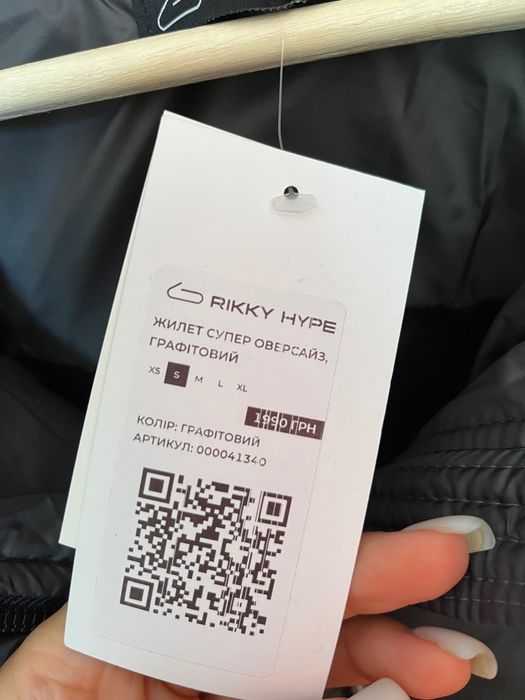 RIKKY HYPE
ЖИЛЕТ СУПЕР ОВЕРСАЙЗ,
ГРАФІТОВИЙ
XS S M L XL
1990 ГРН
КОЛІР: ГРАФІТОВИЙ
АРТИКУЛ: 000041340